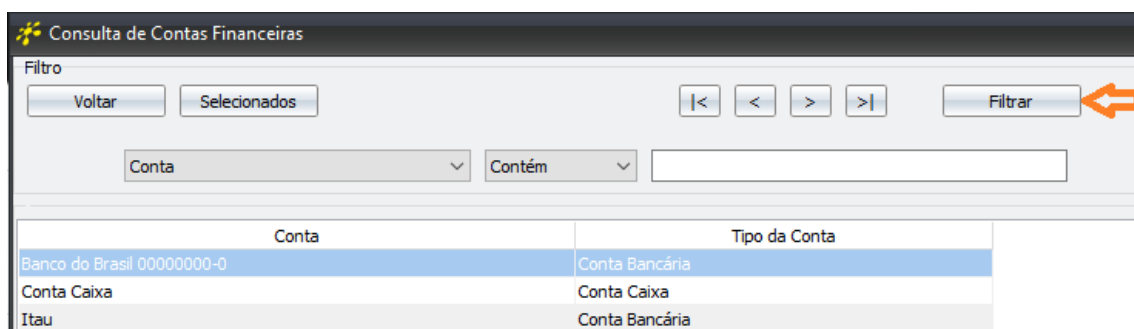 Consulta de Contas Financeiras
Filtro
Voltar Selecionados |< < > >| Filtrar
Conta Contém
Conta Tipo da Conta
Banco do Brasil 00000000-0 Conta Bancária
Conta Caixa Conta Caixa
Itau Conta Bancária